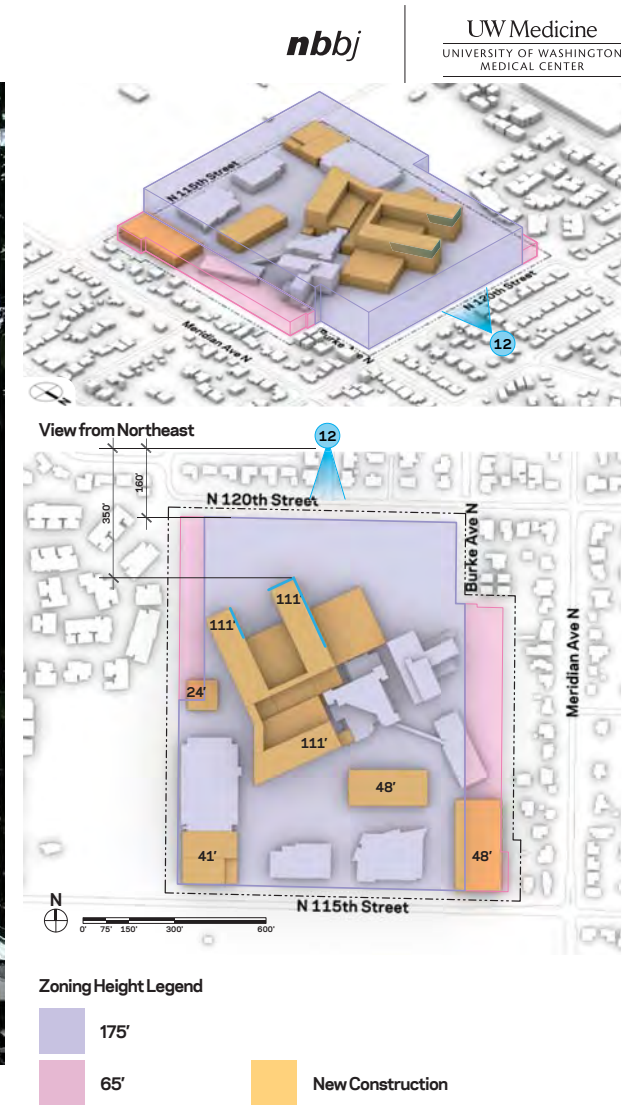 nbbj
UW Medicine
UNIVERSITY OF WASHINGTON
MEDICAL CENTER
N 115th Street
N 120th Street
Meridian Ave N
Burke Ave N
12
N
View from Northeast
12
160'
350'
N 120th Street
Burke Ave N
Meridian Ave N
111'
111'
24'
111'
48'
41'
48'
N 115th Street
N
0' 75' 150' 300' 600'
Zoning Height Legend
175'
65'
New Construction